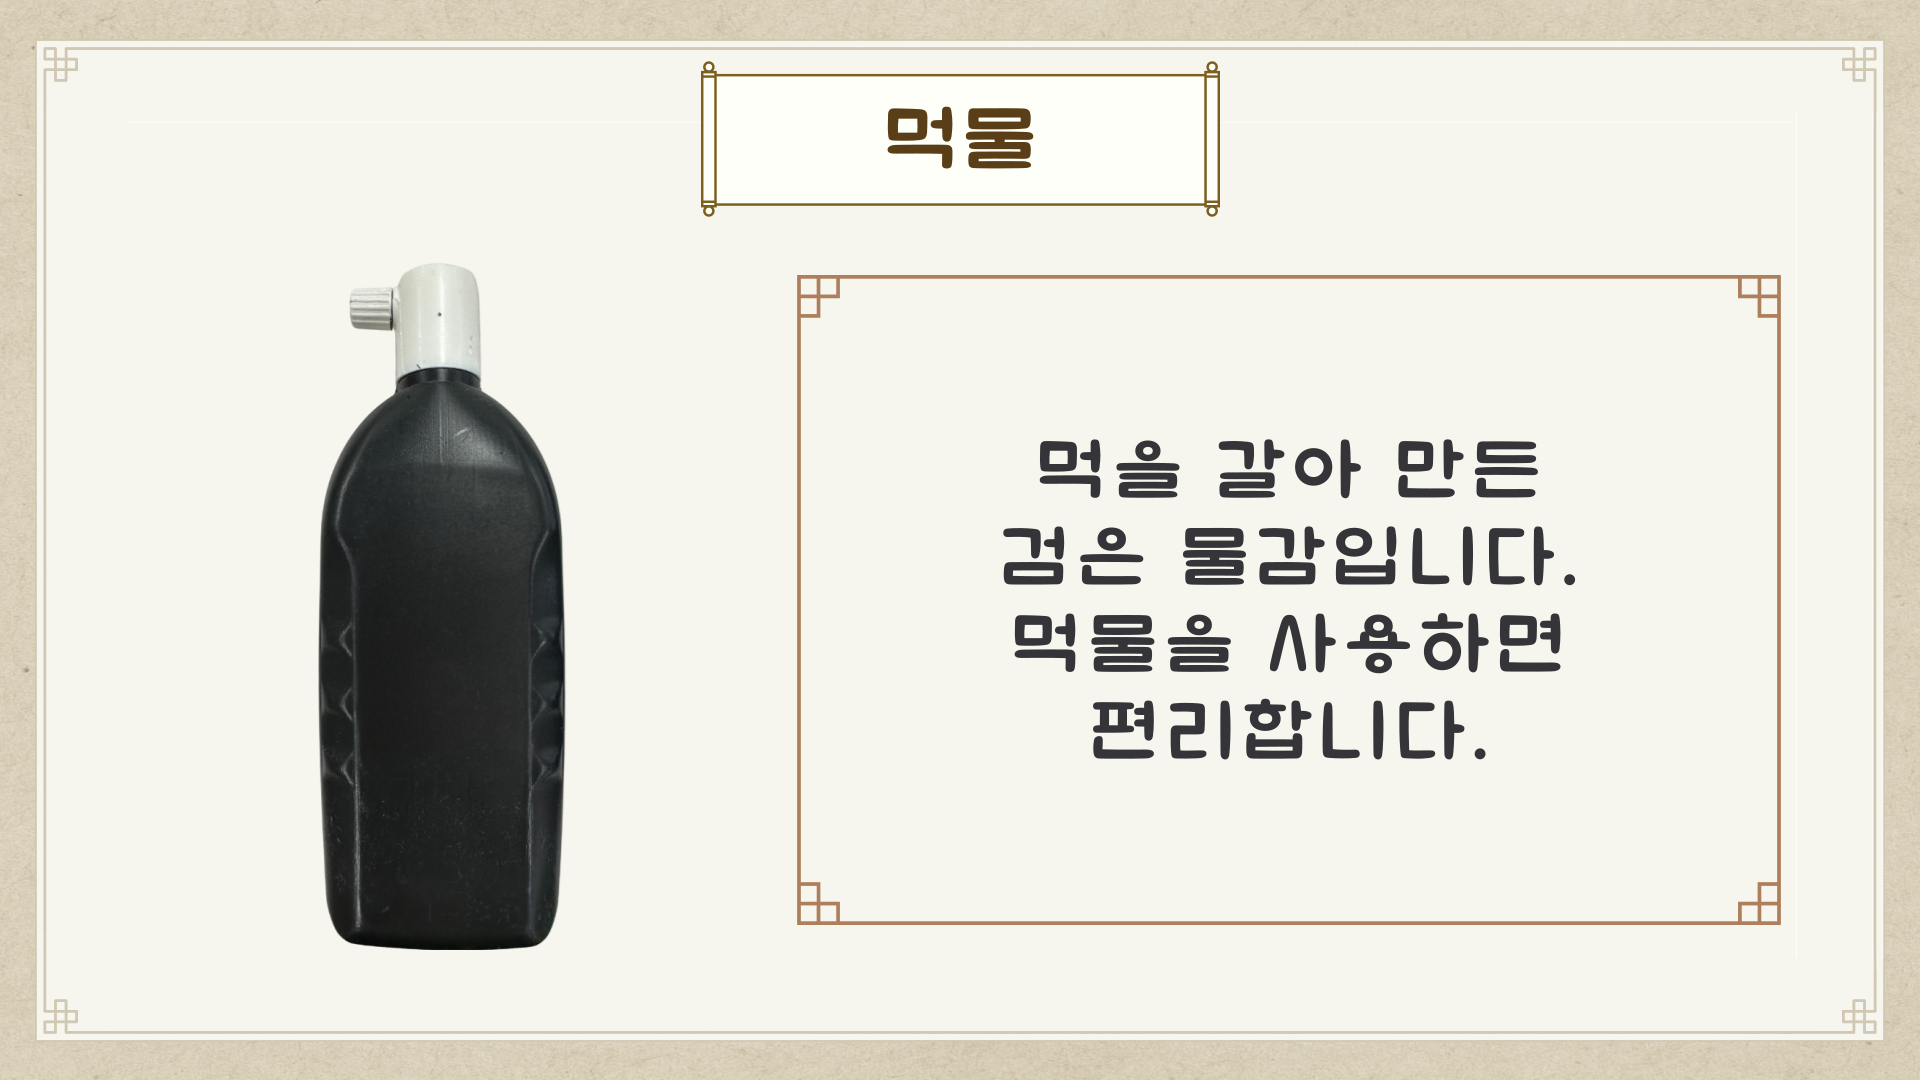 먹물
먹을 갈아 만든
검은 물감입니다.
먹물을 사용하면
편리합니다.